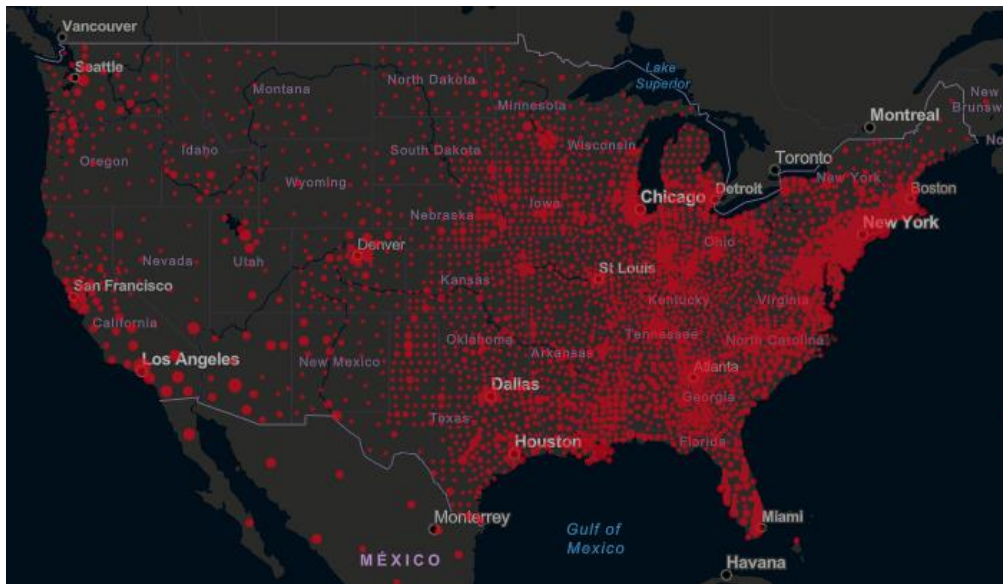 Vancouver
Seattle
Montana
North Dakota
Lake
Superior
Minnesota
Montreal
New
Brunsw
No
Oregon
Idaho
South Dakota
Wisconsin
Toronto
Wyoming
New York
Boston
Nebraska
Iowa
Chicago
Detroit
New York
Nevada
Utah
Denver
Ohio
San Francisco
Kansas
St Louis
Kentucky
Virginia
California
Los Angeles
New Mexico
Oklahoma
Arkansas
Tennessee
North Carolina
Atlanta
Dallas
Georgia
Texas
Houston
Florida
Monterrey
Gulf of
Mexico
Miami
MÉXICO
Havana